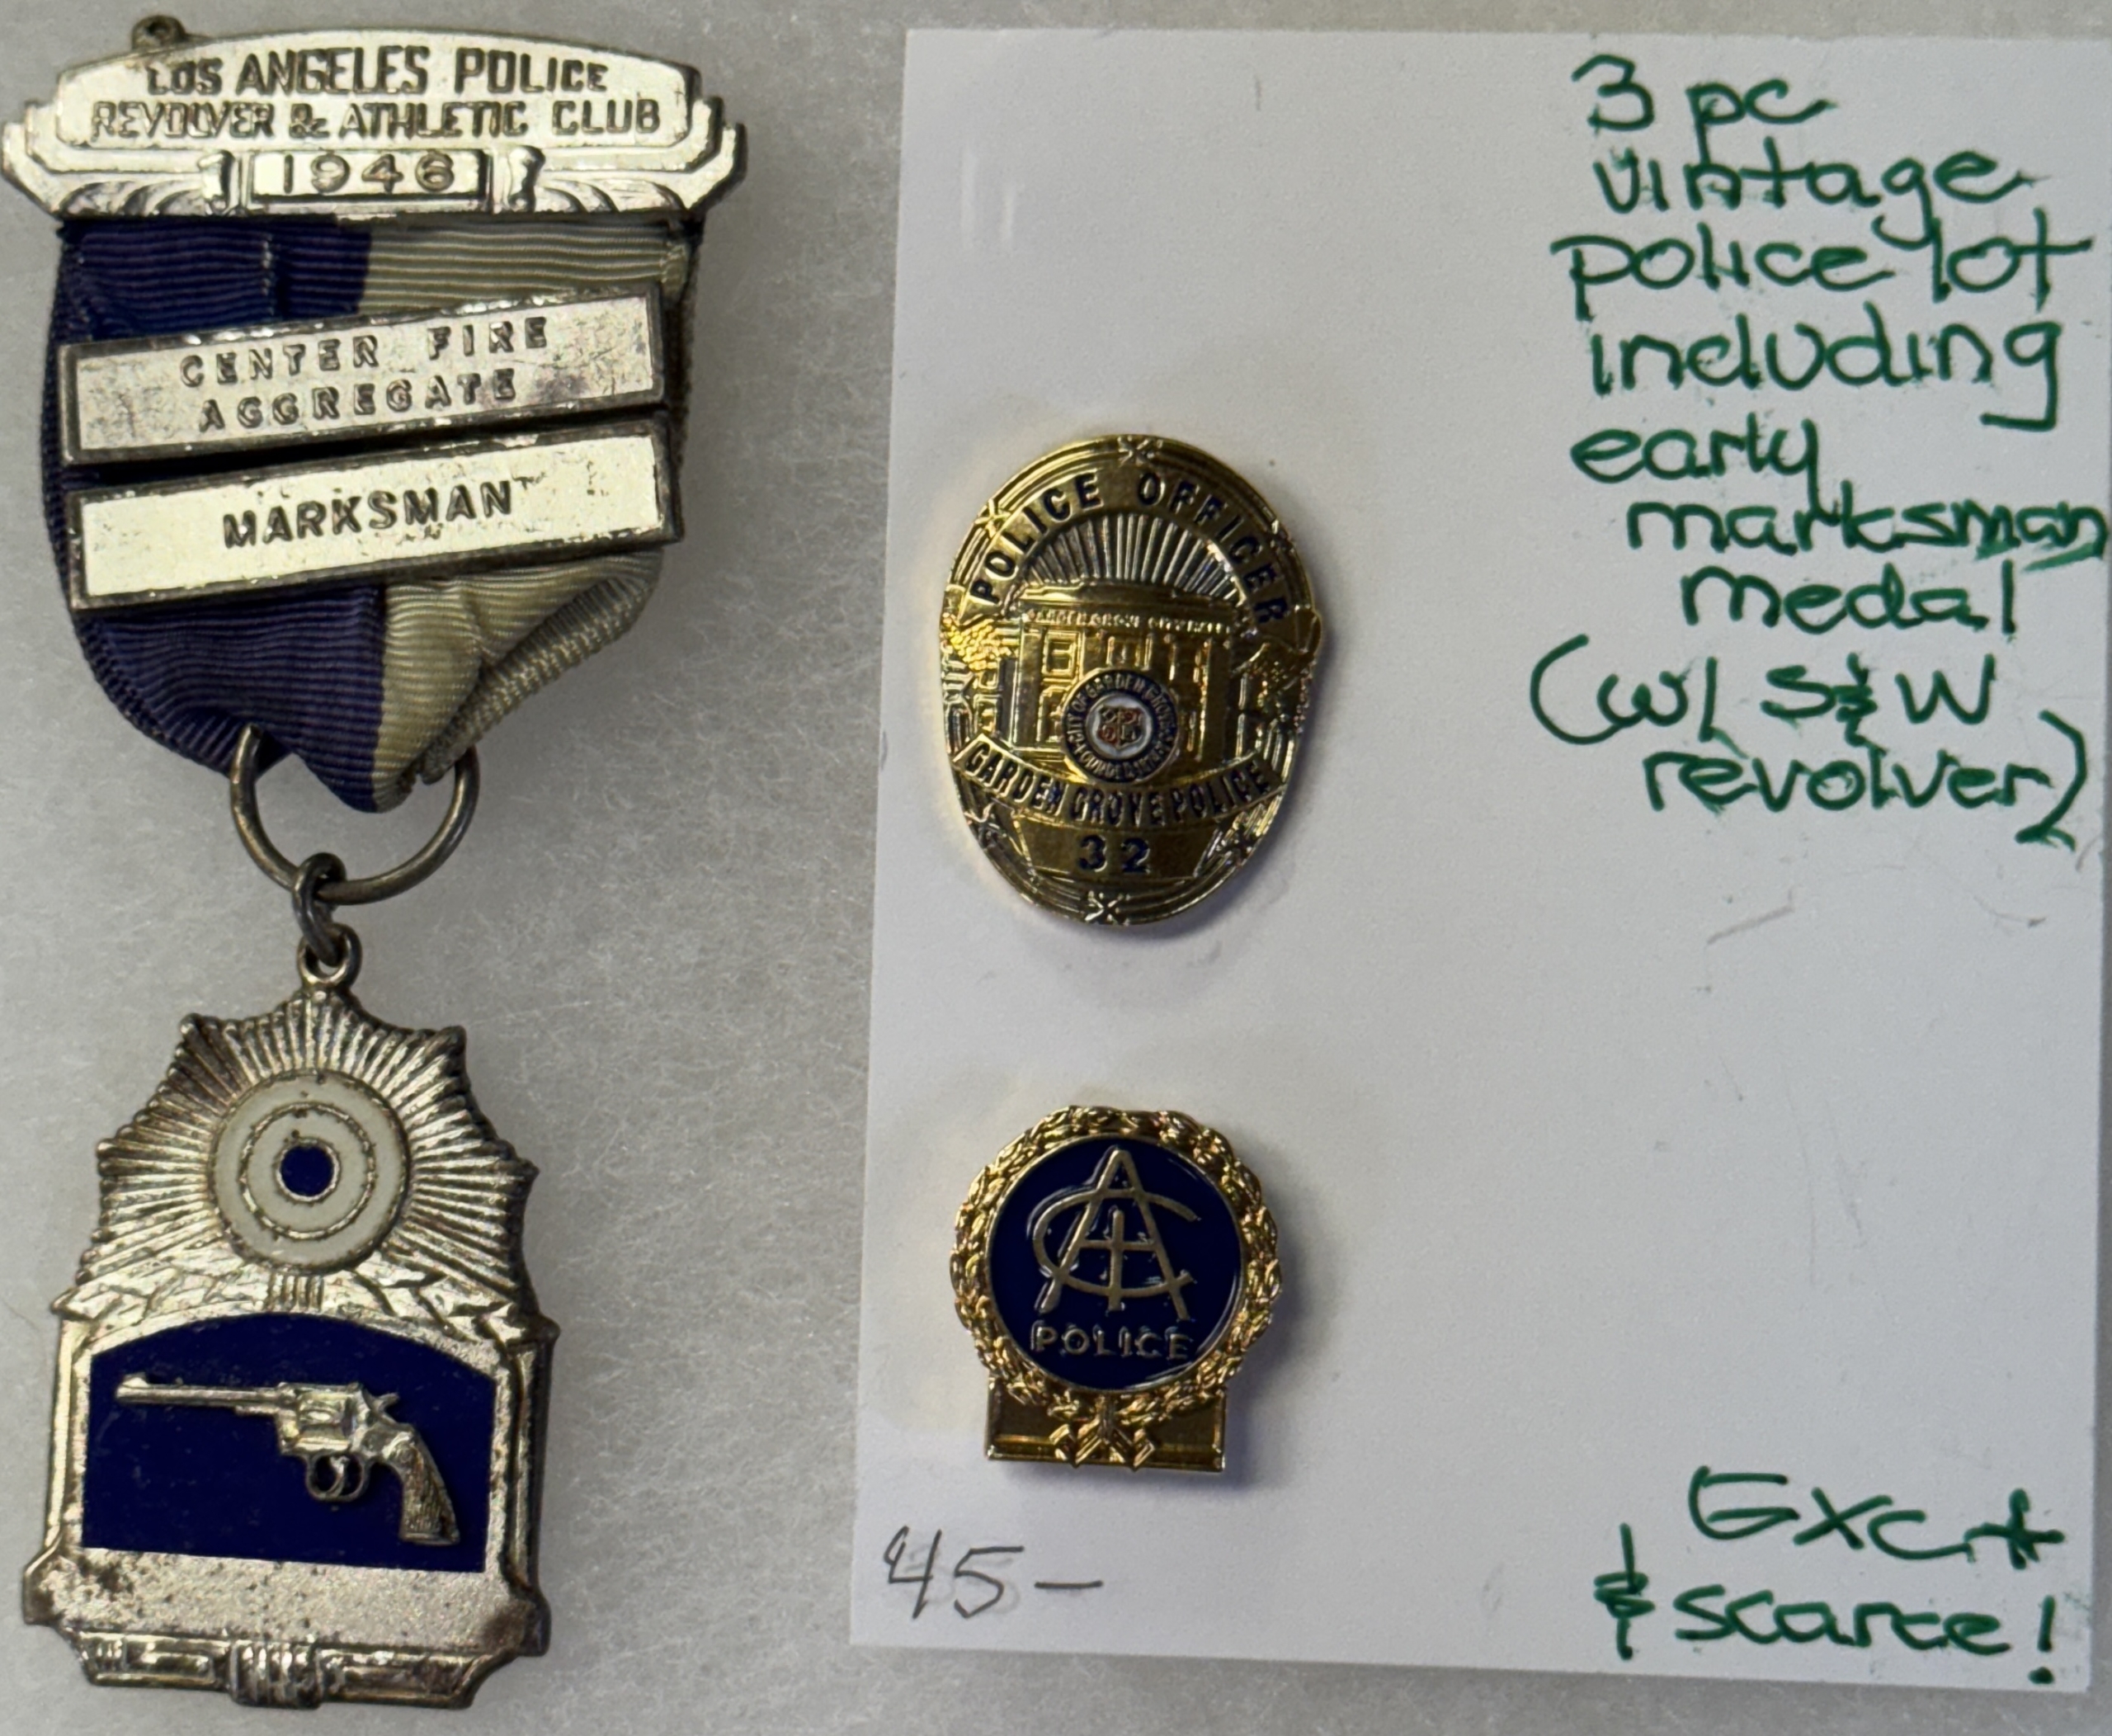 LOS ANGELES POLICE
REVOLVER & ATHLETIC CLUB
1946
CENTER FIRE
AGGREGATE
MARKSMAN
POLICE OFFICER
GARDEN GROVE POLICE
32
POLICE
45-
3 pc
vintage
police lot
including
early
marksman
medal
(w/ S&W
revolver)
Exc+
& scarce!